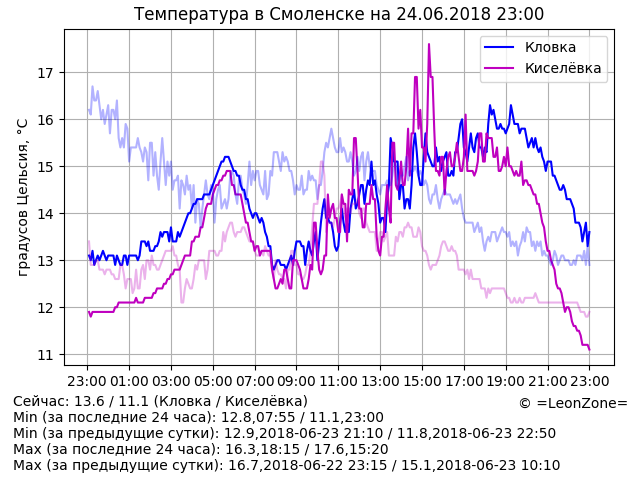 Температура в Смоленске на 24.06.2018 23:00
Кловка
Киселёвка
градусов Цельсия, °C
17
16
15
14
13
12
11
23:00 01:00 03:00 05:00 07:00 09:00 11:00 13:00 15:00 17:00 19:00 21:00 23:00
Сейчас: 13.6 / 11.1 (Кловка / Киселёвка)
© =LeonZone=
Min (за последние 24 часа): 12.8,07:55 / 11.1,23:00
Min (за предыдущие сутки): 12.9,2018-06-23 21:10 / 11.8,2018-06-23 22:50
Max (за последние 24 часа): 16.3,18:15 / 17.6,15:20
Max (за предыдущие сутки): 16.7,2018-06-22 23:15 / 15.1,2018-06-23 10:10